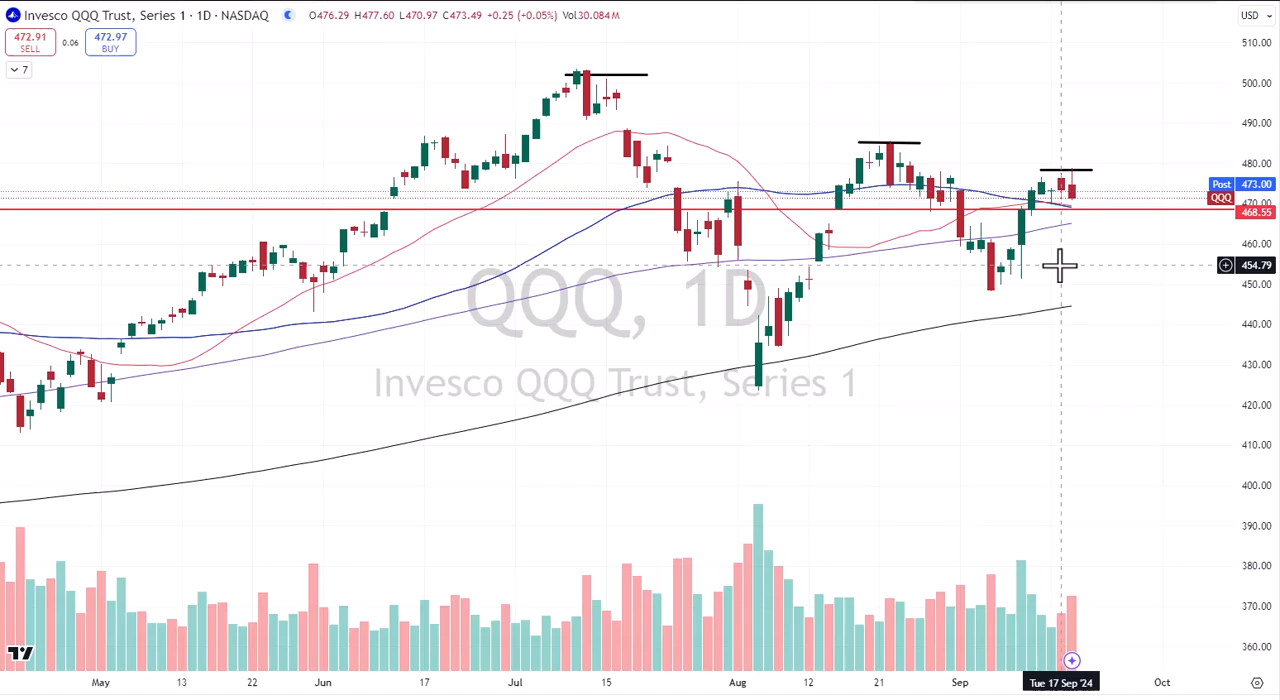 Invesco QQQ Trust, Series 1 · 1D · NASDAQ O476.29 H477.60 L470.97 C473.49 +0.25 (+0.05%) Vol30.084M
USD
472.91 SELL 0.06 472.97 BUY
7
510.00
500.00
490.00
480.00
Post 473.00
QQQ
470.00
468.55
460.00
454.79
450.00
440.00
430.00
420.00
410.00
400.00
390.00
380.00
370.00
360.00
QQQ, 1D
Invesco QQQ Trust, Series 1
May 13 22 Jun 17 Jul 15 Aug 12 21 Sep Tue 17 Sep '24 Oct